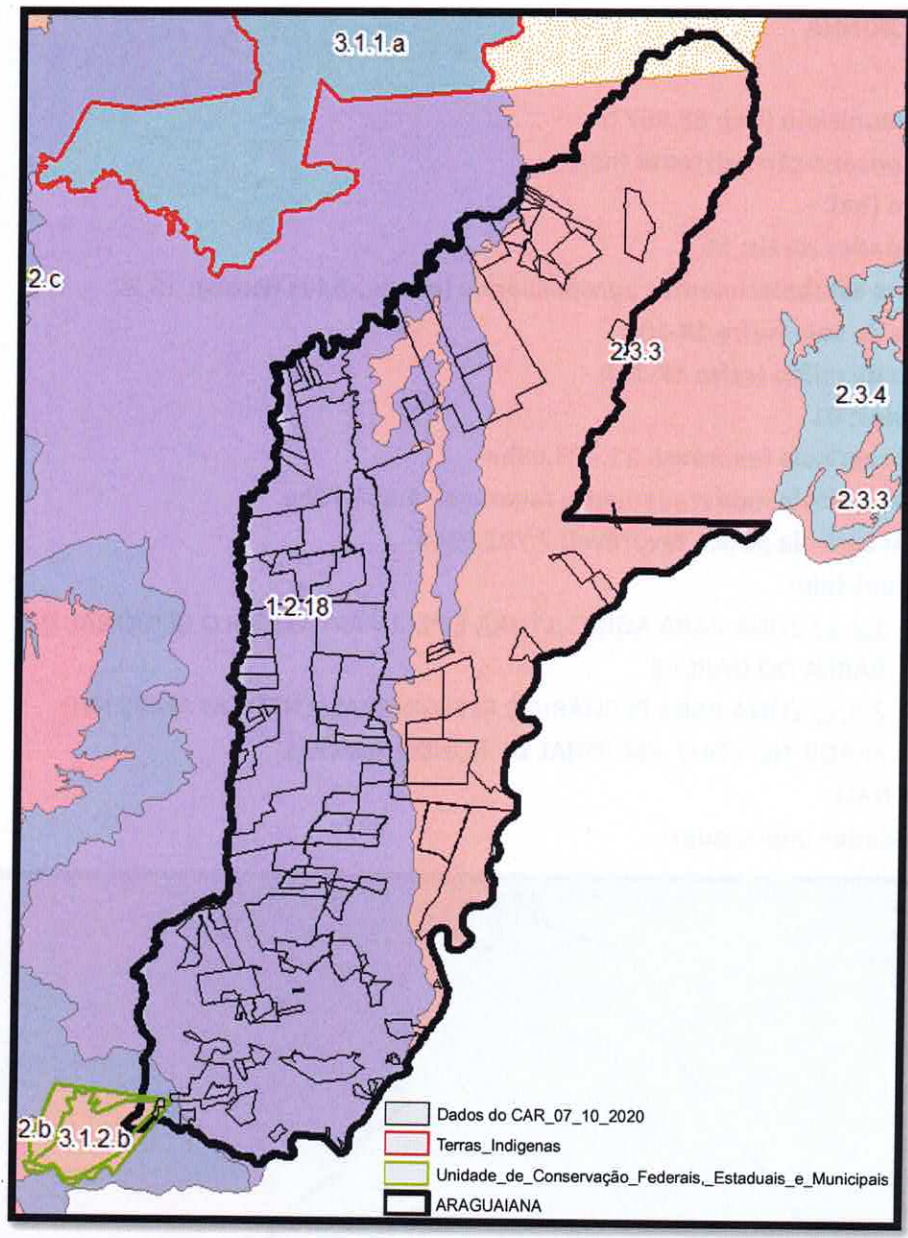 3.1.1.a
2.c
2.3.3
2.3.4
2.3.3
1.2.18
2.b
3.1.2.b
Dados do CAR_07_10_2020
Terras_Indigenas
Unidade_de_Conservação_Federais,_Estaduais_e_Municipais
ARAGUAIANA